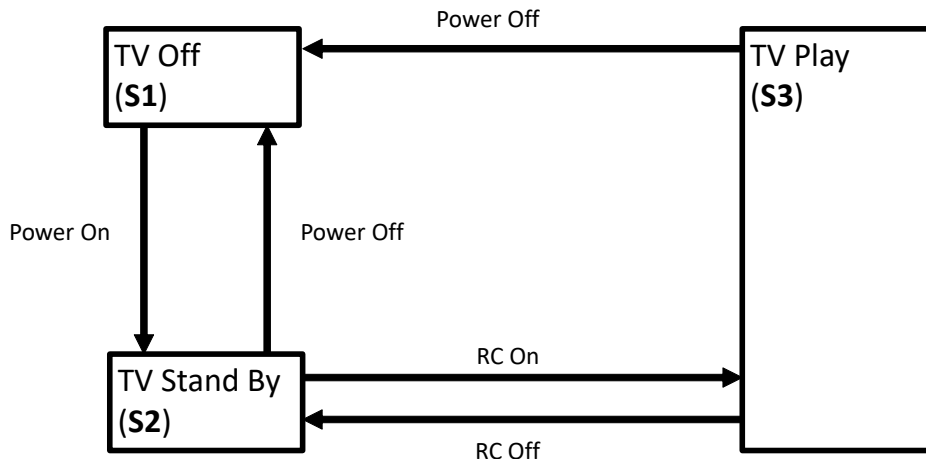 Power Off
TV Off
(S1)
TV Play
(S3)
Power On
Power Off
TV Stand By
(S2)
RC On
RC Off